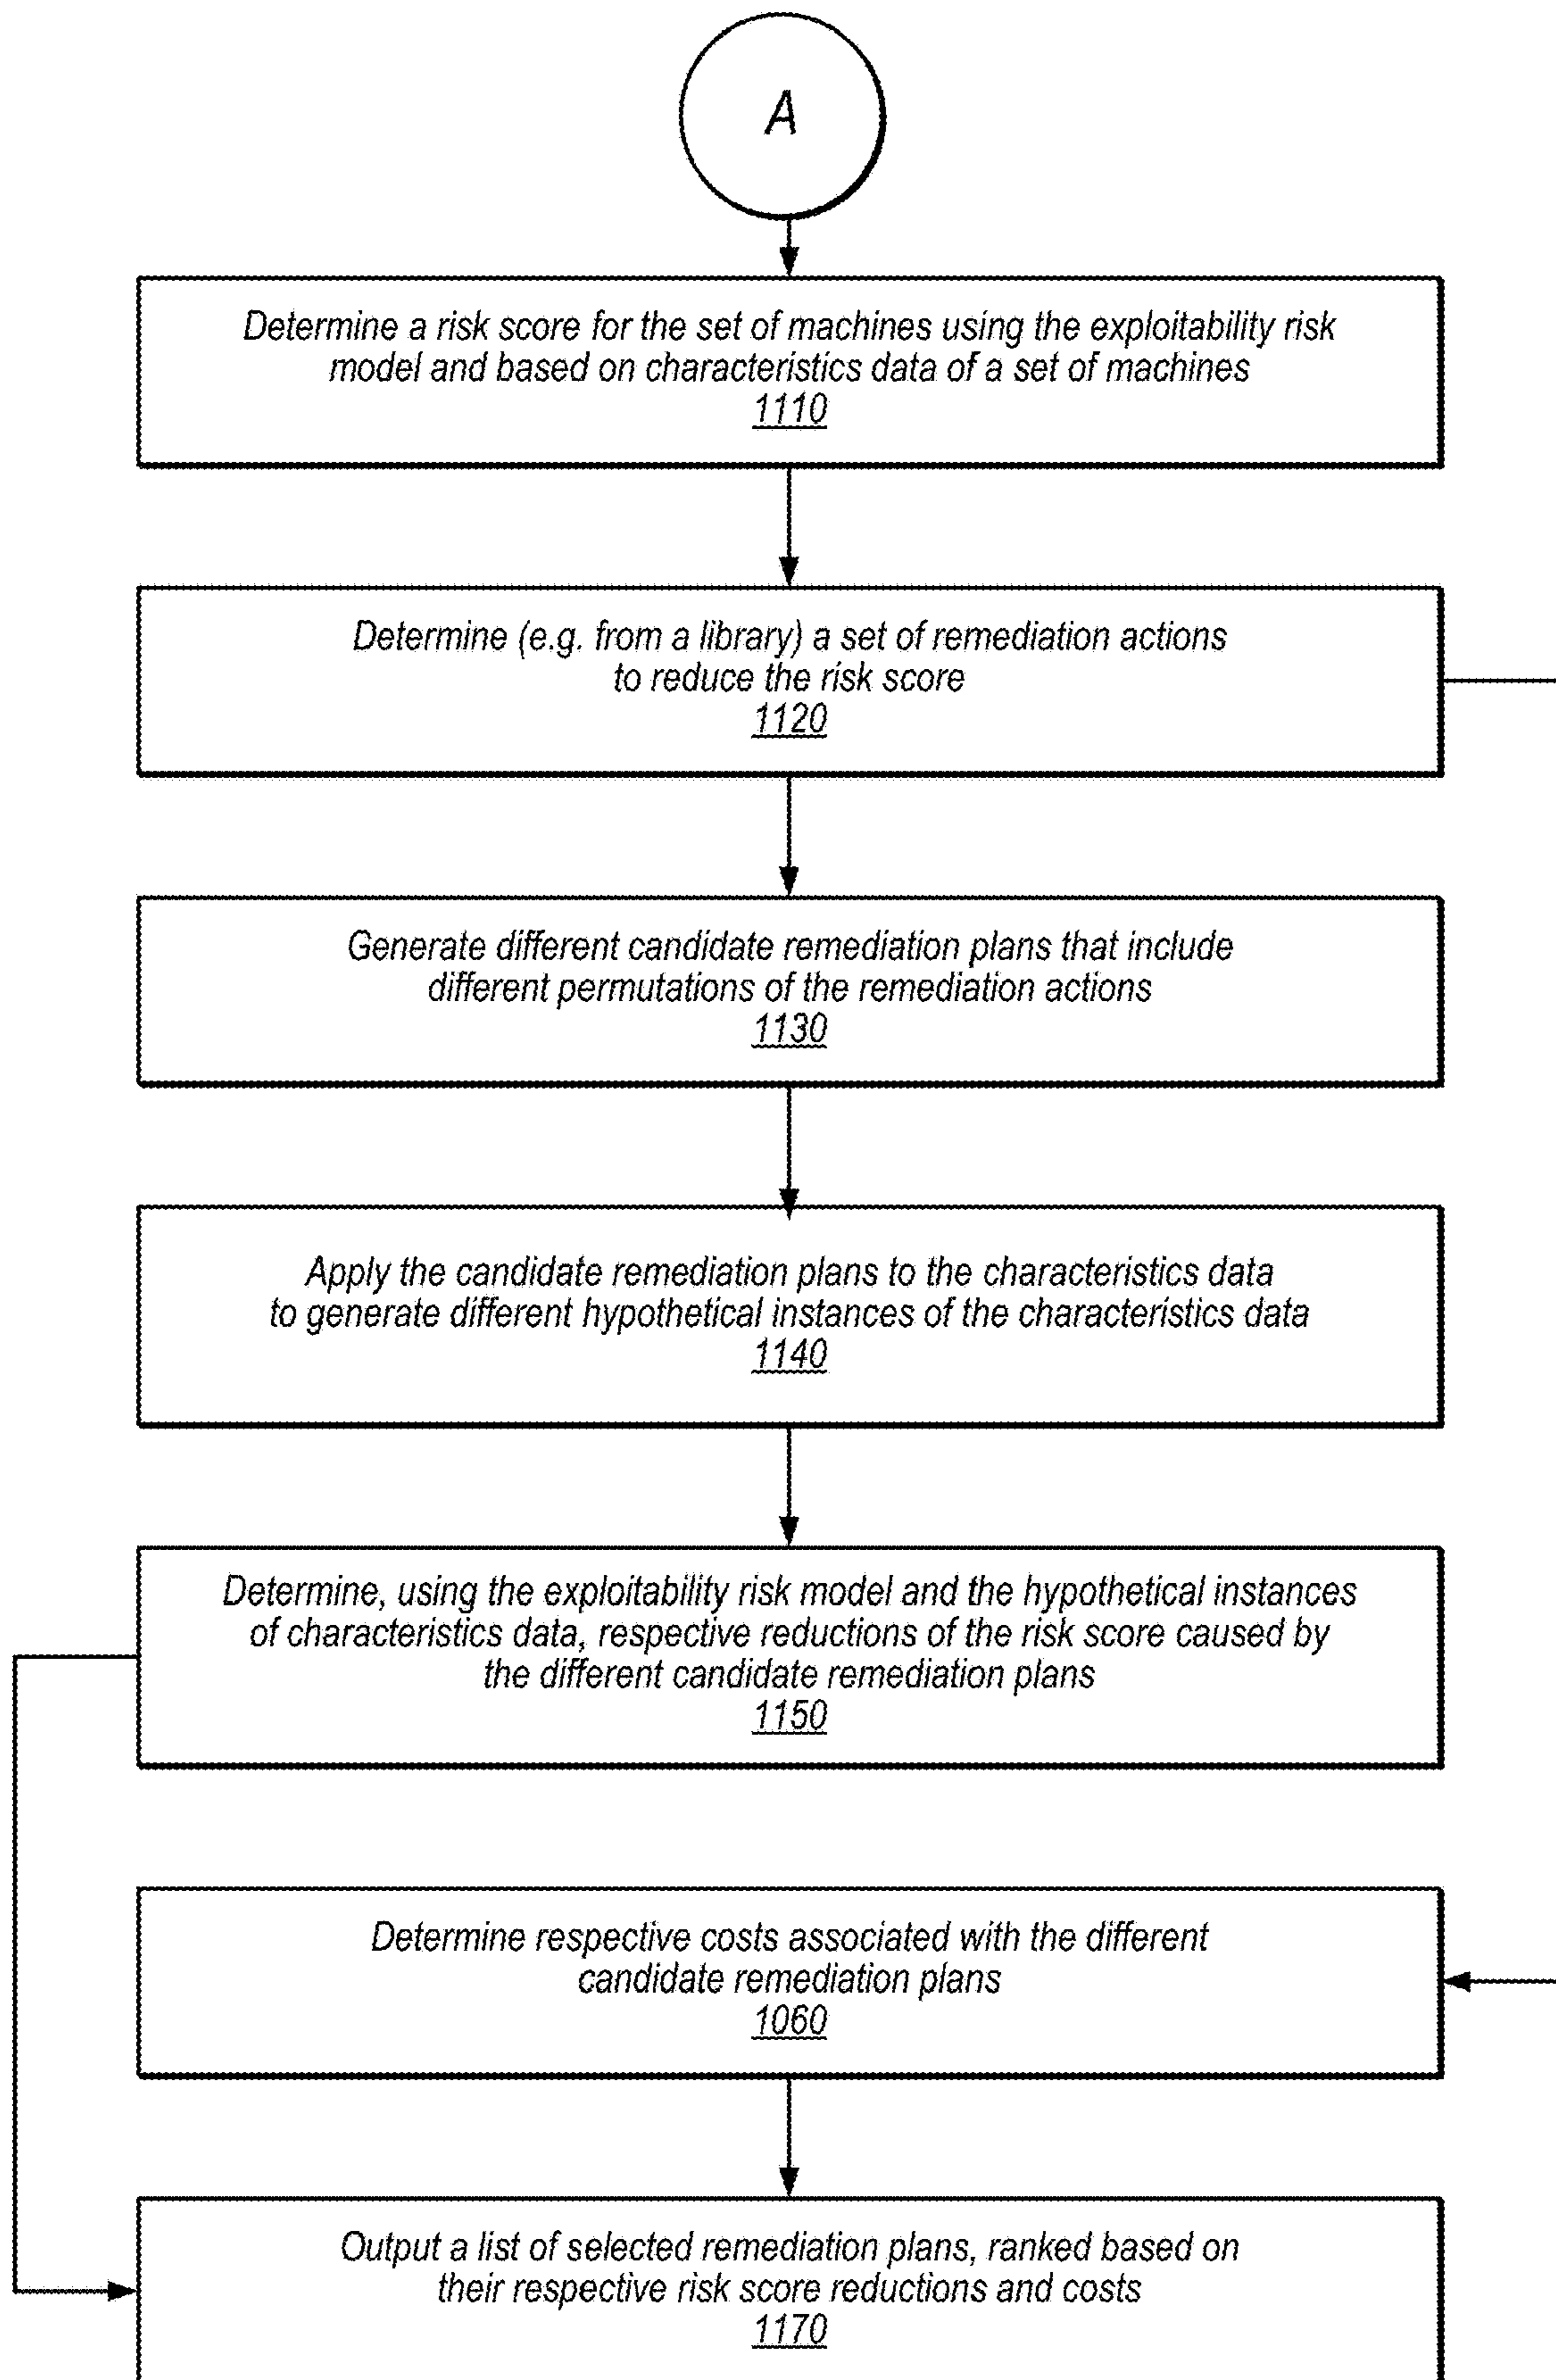 A
Determine a risk score for the set of machines using the exploitability risk
model and based on characteristics data of a set of machines
1110
Determine (e.g. from a library) a set of remediation actions
to reduce the risk score
1120
Generate different candidate remediation plans that include
different permutations of the remediation actions
1130
Apply the candidate remediation plans to the characteristics data
to generate different hypothetical instances of the characteristics data
1140
Determine, using the exploitability risk model and the hypothetical instances
of characteristics data, respective reductions of the risk score caused by
the different candidate remediation plans
1150
Determine respective costs associated with the different
candidate remediation plans
1060
Output a list of selected remediation plans, ranked based on
their respective risk score reductions and costs
1170